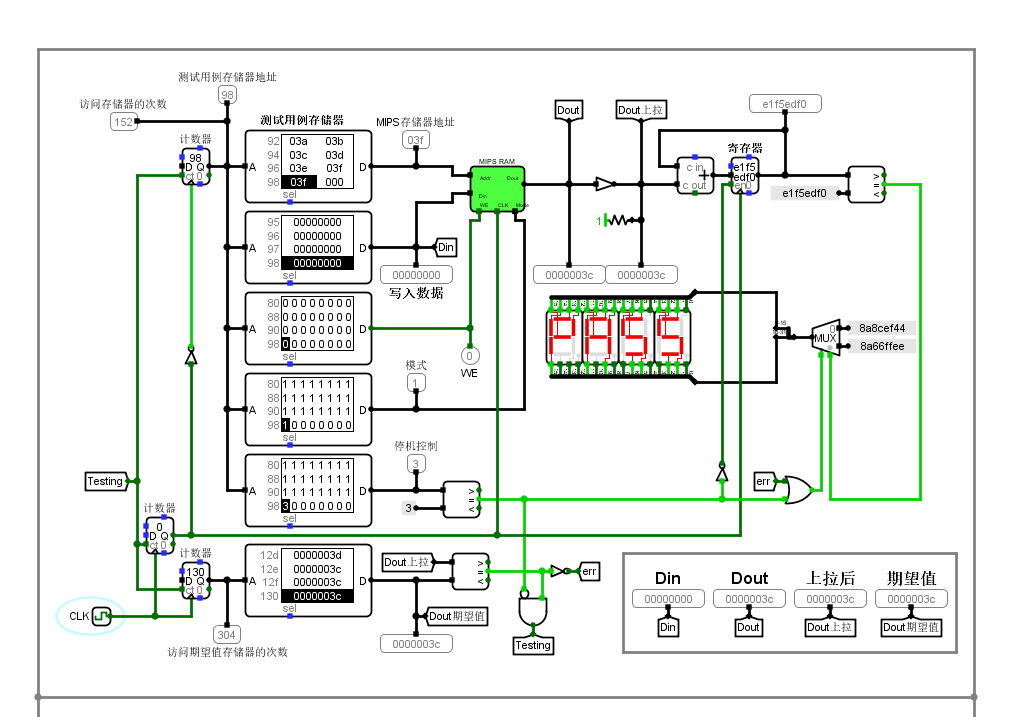 测试用例存储器地址
98
访问存储器的次数
152
计数器
98
D Q
ct 0
测试用例存储器
92 03a 03b
94 03c 03d
96 03e 03f
98 03f 000
A
D
sel
MIPS存储器地址
03f
MIPS RAM
Addr Dout
Din
WE CLK
Dout
Dout上拉
e1f5edf0
c in
+
c out
寄存器
e1f5
edf0
en0
e1f5edf0
>
=
<
95 00000000
96 00000000
97 00000000
98 00000000
A
D
sel
Din
00000000
写入数据
1
0000003c
0000003c
80 0 0 0 0 0 0 0 0
88 0 0 0 0 0 0 0 0
90 0 0 0 0 0 0 0 0
98 0 0 0 0 0 0 0 0
A
D
sel
0
WE
MUX
0
8a8cef44
8a66ffee
模式
1
80 1 1 1 1 1 1 1 1
88 1 1 1 1 1 1 1 1
90 1 1 1 1 1 1 1 1
98 1 0 0 0 0 0 0 0
A
D
sel
停机控制
3
80 1 1 1 1 1 1 1 1
88 1 1 1 1 1 1 1 1
90 1 1 1 1 1 1 1 1
98 3 0 0 0 0 0 0 0
A
D
sel
3
>
=
<
Testing
err
计数器
0
D Q
ct 0
计数器
130
D Q
ct 0
12d 0000003d
12e 0000003c
12f 0000003c
130 0000003c
A
D
sel
Dout上拉
>
=
<
err
CLK
304
访问期望值存储器的次数
Dout期望值
0000003c
Testing
Din Dout 上拉后 期望值
00000000 0000003c 0000003c 0000003c
Din Dout Dout上拉 Dout期望值